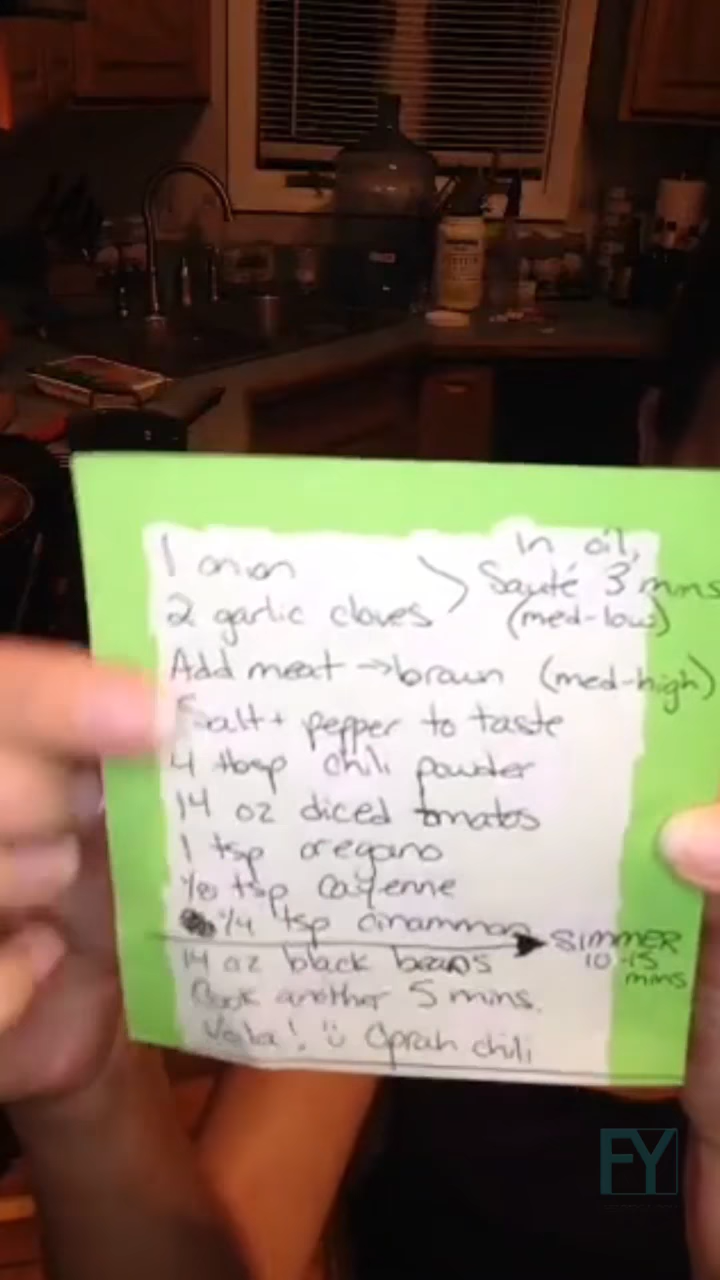 1 onion
2 garlic cloves
In oil,
Sauté 3 mins
(med-low)
Add meat → brown (med-high)
Salt + pepper to taste
4 tbsp chili powder
14 oz diced tomatos
1 tsp oregano
1/8 tsp cayenne
1/4 tsp cinammon
SIMMER
10-15
mins
14 oz black beans
Cook another 5 mins.
Voila! Oprah chili
FY